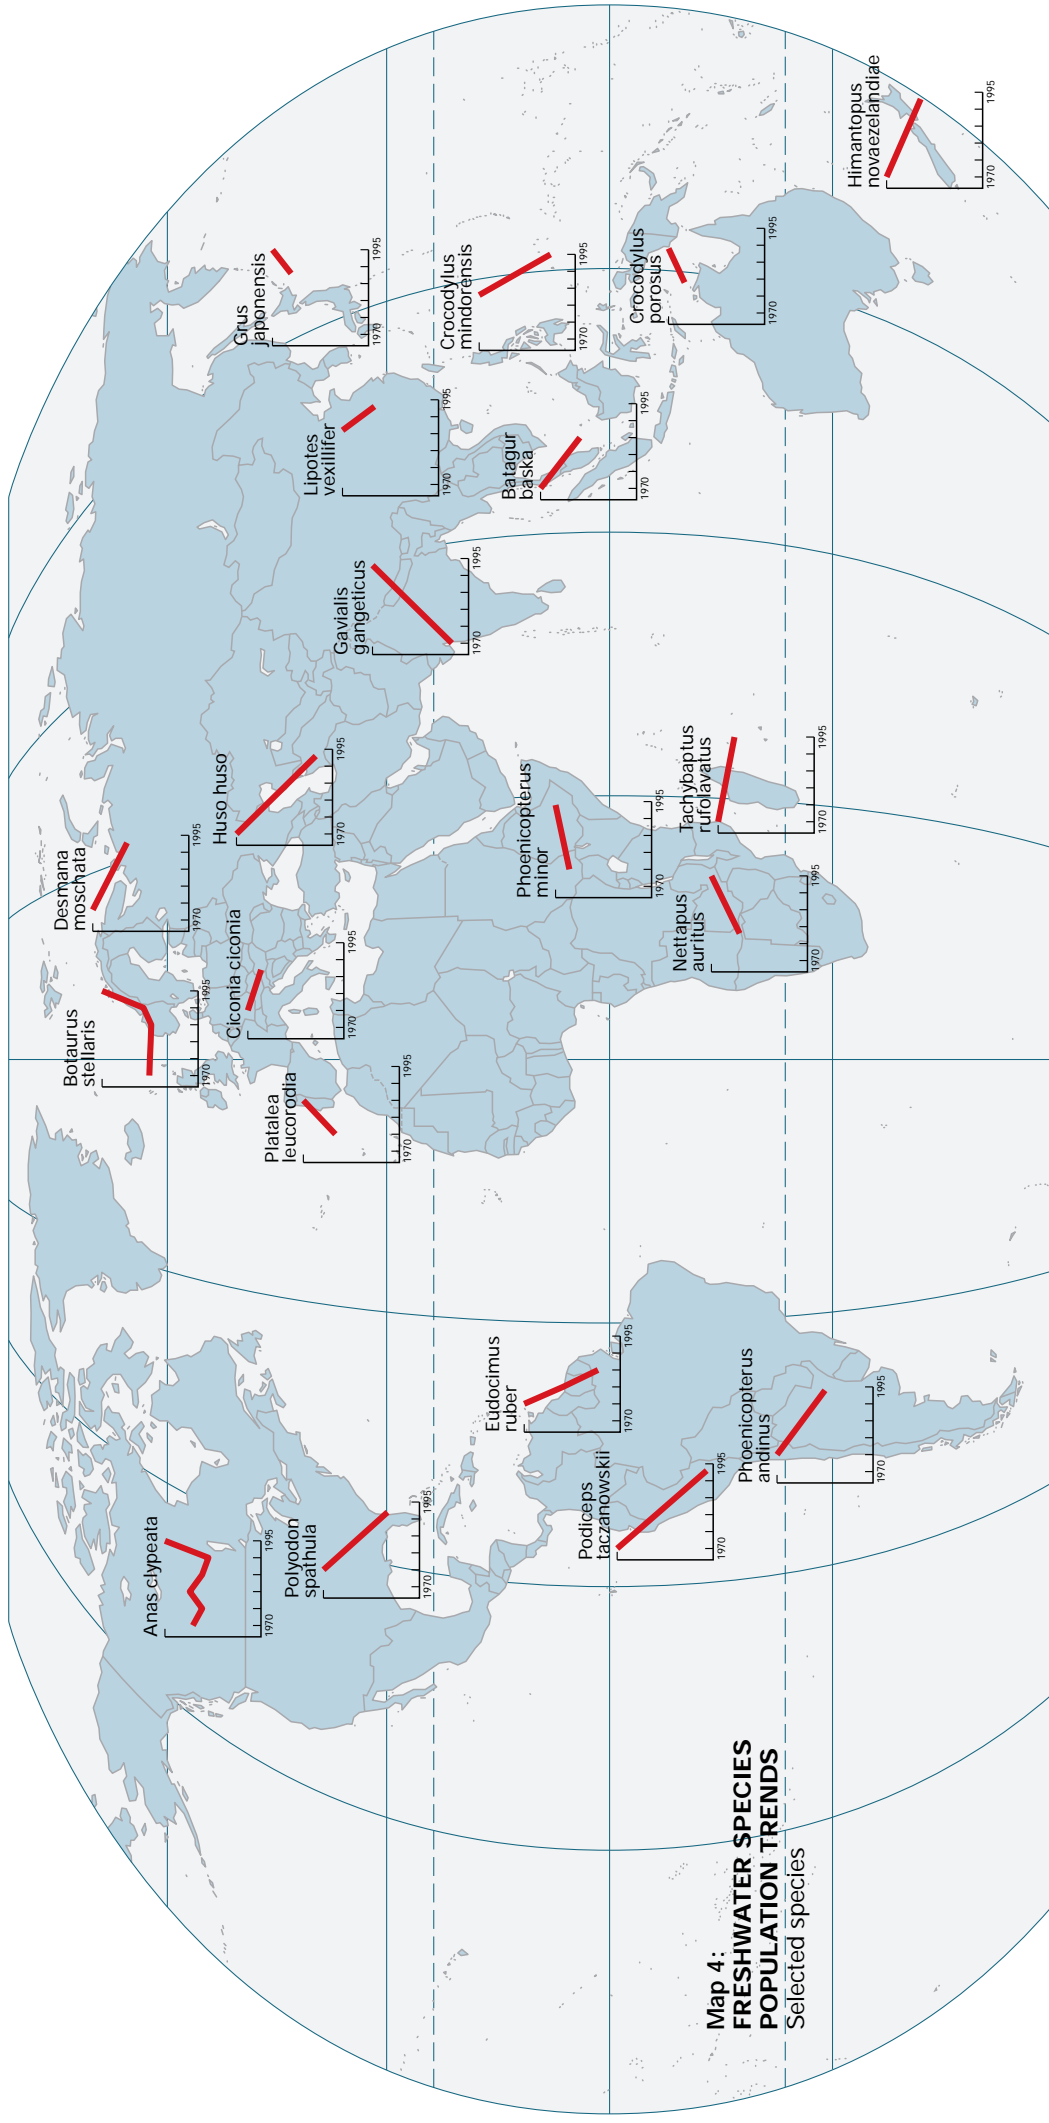 Map 4:
FRESHWATER SPECIES
POPULATION TRENDS
Selected species
Anas clypeata
1970
1995
Polyodon
spathula
1970
1995
Eudocimus
ruber
1970
1995
Podiceps
taczanowskii
1970
1995
Phoenicopterus
andinus
1970
1995
Platalea
leucorodia
1970
1995
Botaurus
stellaris
1970
1995
Ciconia ciconia
1970
1995
Desmana
moschata
1970
1995
Huso huso
1970
1995
Phoenicopterus
minor
1970
1995
Nettapus
auritus
1970
1995
Tachybaptus
rufolavatus
1970
1995
Gavialis
gangeticus
1970
1995
Lipotes
vexillifer
1970
1995
Batagur
baska
1970
1995
Grus
japonensis
1970
1995
Crocodylus
mindorensis
1970
1995
Crocodylus
porosus
1970
1995
Himantopus
novaezelandiae
1970
1995